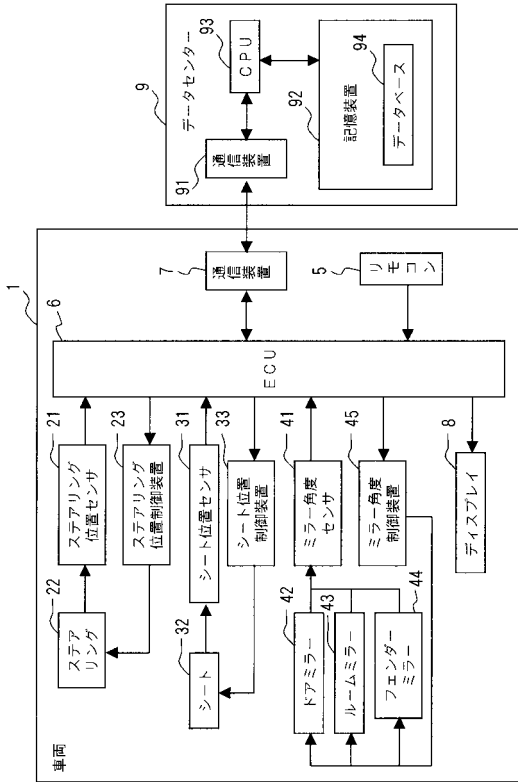 車両
1
6
ECU
22
ステア
リング
21
ステアリング
位置センサ
23
ステアリング
位置制御装置
32
シート
31
シート位置センサ
33
シート位置
制御装置
42
ドアミラー
43
ルームミラー
44
フェンダー
ミラー
41
ミラー角度
センサ
45
ミラー角度
制御装置
8
ディスプレイ
7
通信装置
5
リモコン
9
データセンター
91
通信装置
93
CPU
92
記憶装置
94
データベース